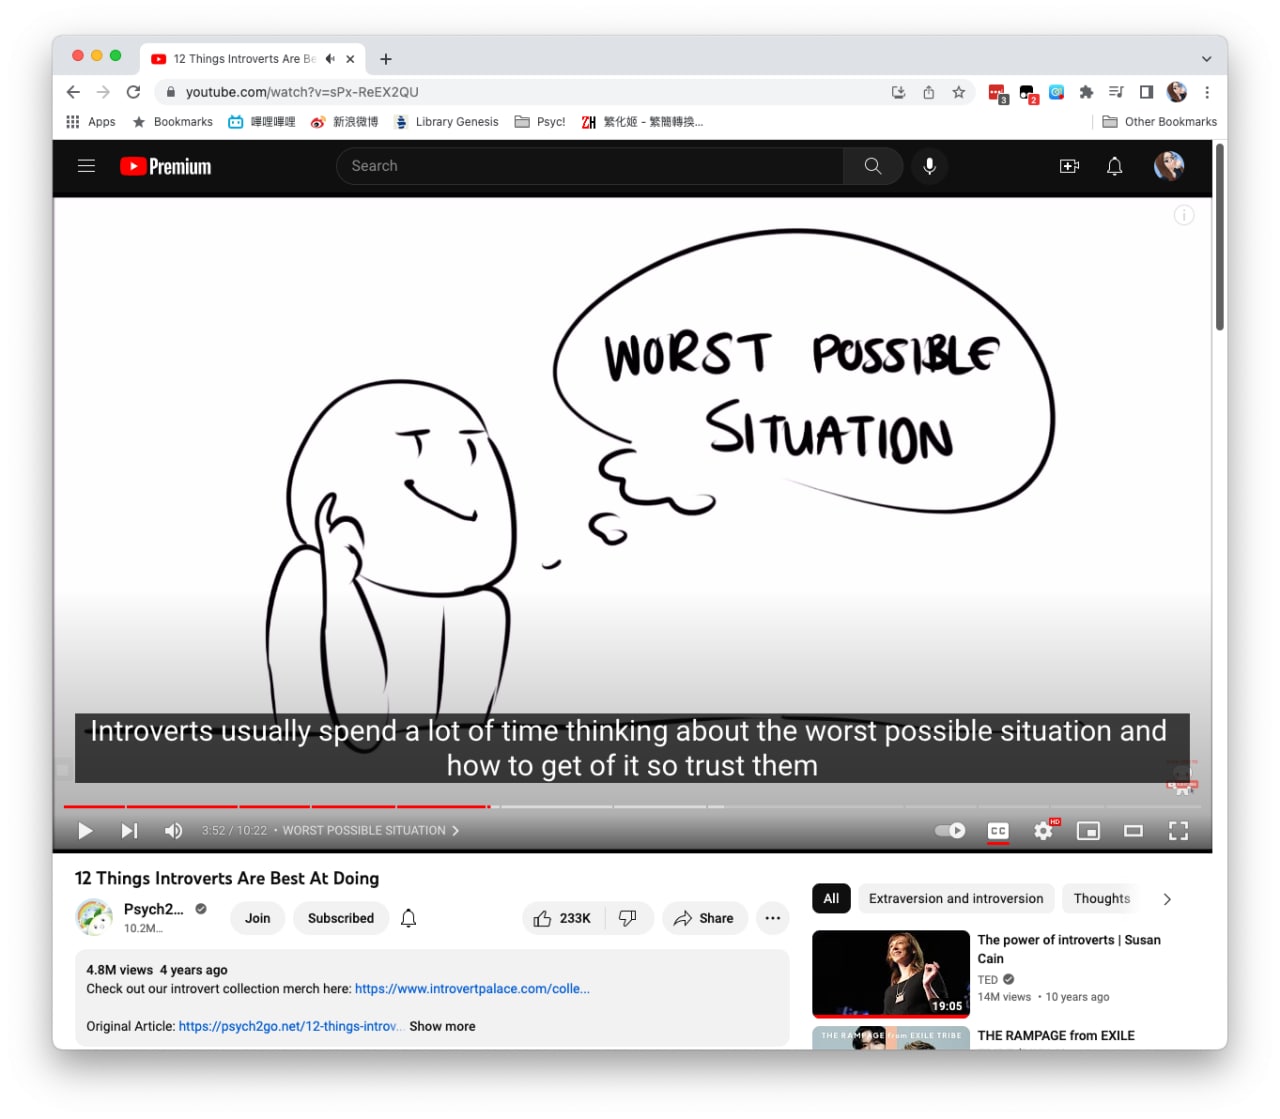 12 Things Introverts Are Be
youtube.com/watch?v=sPx-ReEX2QU
3
2
Apps
Bookmarks
嗶哩嗶哩
新浪微博
Library Genesis
Psyc!
ZH
繁化姬 - 繁簡轉換...
Other Bookmarks
Premium
Search
WORST POSSIBLE
SITUATION
Introverts usually spend a lot of time thinking about the worst possible situation and
how to get of it so trust them
3:52 / 10:22 • WORST POSSIBLE SITUATION
CC
HD
12 Things Introverts Are Best At Doing
Psych2...
10.2M...
Join
Subscribed
233K
Share
4.8M views 4 years ago
Check out our introvert collection merch here: https://www.introvertpalace.com/colle...
Original Article: https://psych2go.net/12-things-introv... Show more
All
Extraversion and introversion
Thoughts
The power of introverts | Susan
Cain
TED
14M views • 10 years ago
19:05
THE RAMPAGE from EXILE TRIBE
THE RAMPAGE from EXILE